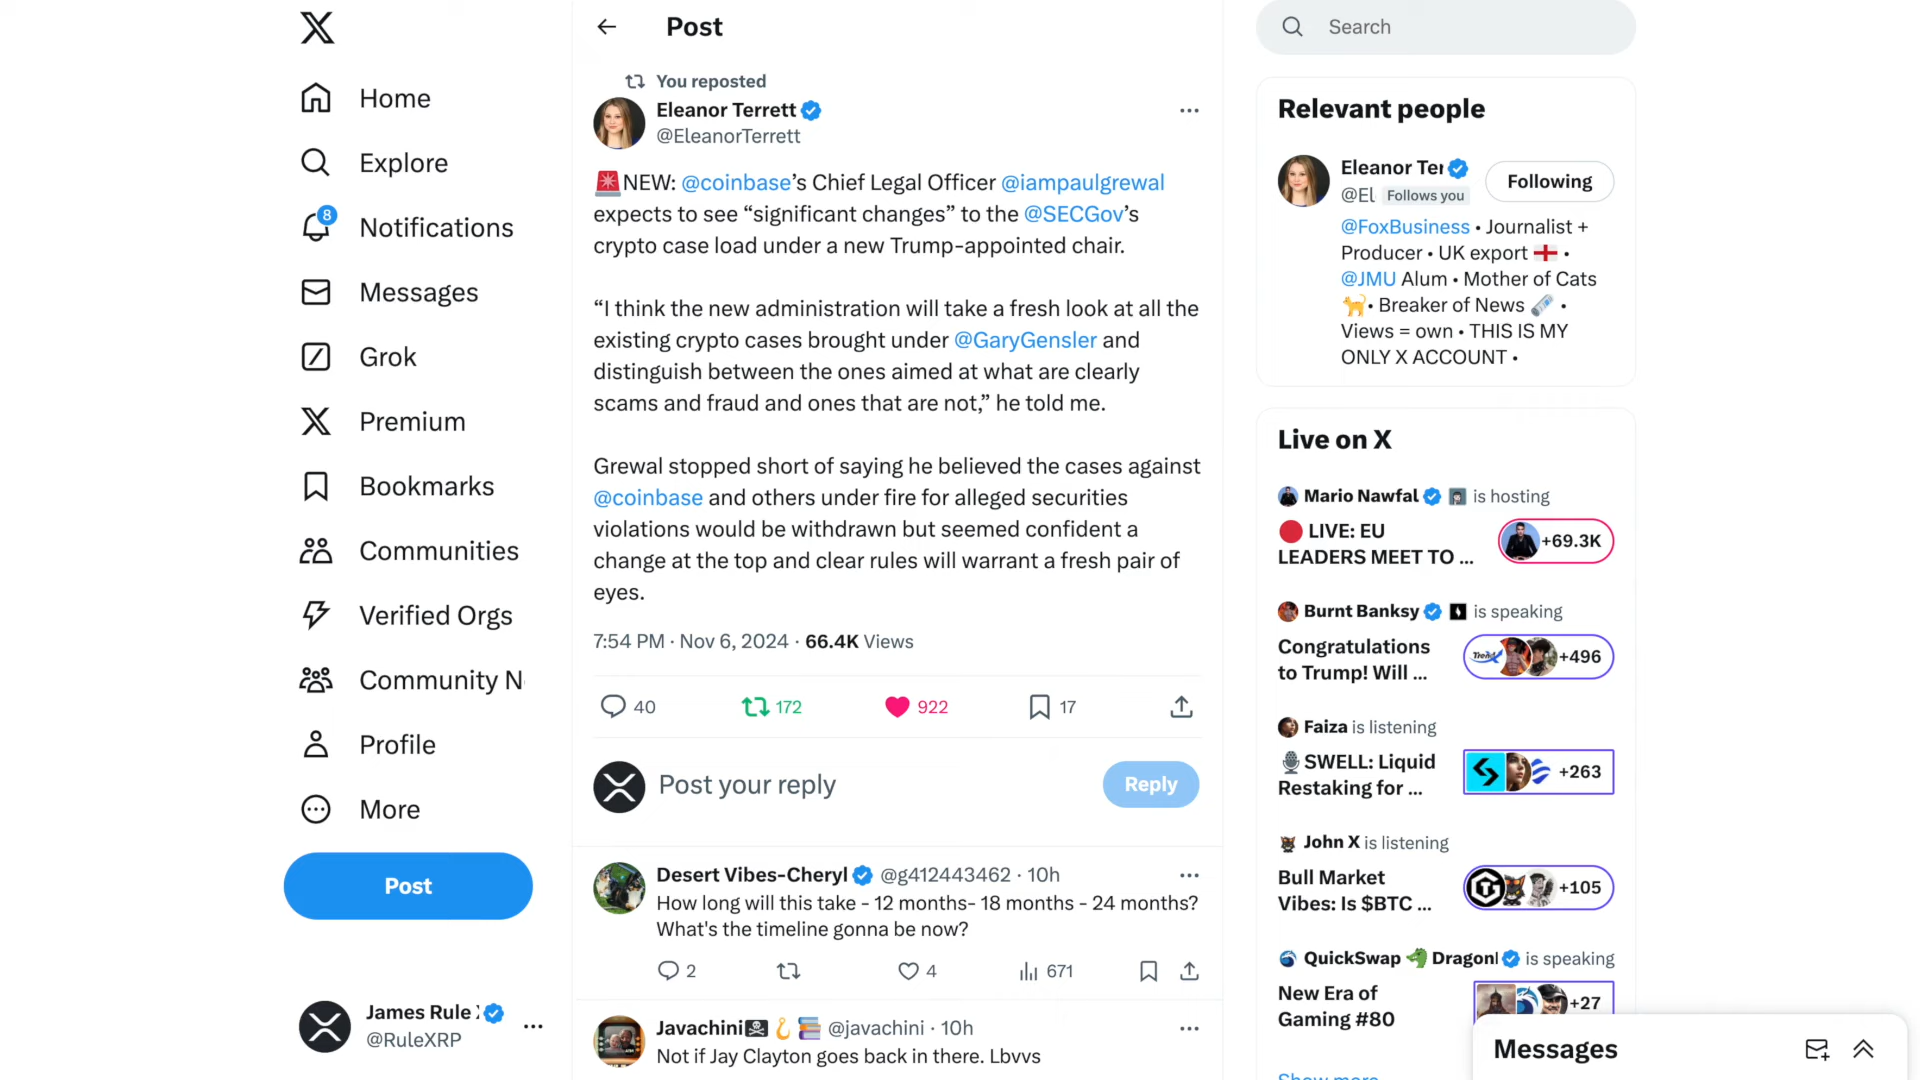 Home
Explore
8
Notifications
Messages
Grok
Premium
Bookmarks
Communities
Verified Orgs
Community N
Profile
More
Post
James Rule
@RuleXRP
Post
You reposted
Eleanor Terrett
@EleanorTerrett
NEW: @coinbase’s Chief Legal Officer @iampaulgrewal
expects to see “significant changes” to the @SECGov’s
crypto case load under a new Trump-appointed chair.
“I think the new administration will take a fresh look at all the
existing crypto cases brought under @GaryGensler and
distinguish between the ones aimed at what are clearly
scams and fraud and ones that are not,” he told me.
Grewal stopped short of saying he believed the cases against
@coinbase and others under fire for alleged securities
violations would be withdrawn but seemed confident a
change at the top and clear rules will warrant a fresh pair of
eyes.
7:54 PM · Nov 6, 2024 · 66.4K Views
40 172 922 17
Post your reply
Reply
Desert Vibes-Cheryl @g412443462 · 10h
How long will this take - 12 months- 18 months - 24 months?
What's the timeline gonna be now?
2 4 671
Javachini @javachini · 10h
Not if Jay Clayton goes back in there. Lbvvs
Search
Relevant people
Eleanor Ter
@El Follows you
Following
@FoxBusiness • Journalist +
Producer • UK export •
@JMU Alum • Mother of Cats
• Breaker of News •
Views = own • THIS IS MY
ONLY X ACCOUNT •
Live on X
Mario Nawfal is hosting
LIVE: EU
LEADERS MEET TO ...
+69.3K
Burnt Banksy is speaking
Congratulations
to Trump! Will ...
Trend +496
Faiza is listening
SWELL: Liquid
Restaking for ...
+263
John X is listening
Bull Market
Vibes: Is $BTC ...
+105
QuickSwap Dragon is speaking
New Era of
Gaming #80
+27
Messages
Show more